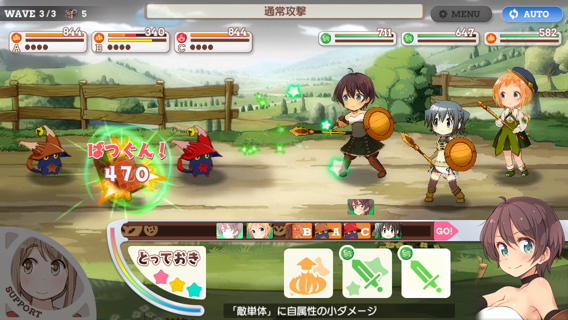 WAVE 3/3 5
通常攻撃
MENU
AUTO
844
340
844
711
647
582
A
B
C
ばつぐん!
470
B A C GO!
とっておき
SUPPORT
「敵単体」に自属性の小ダメージ